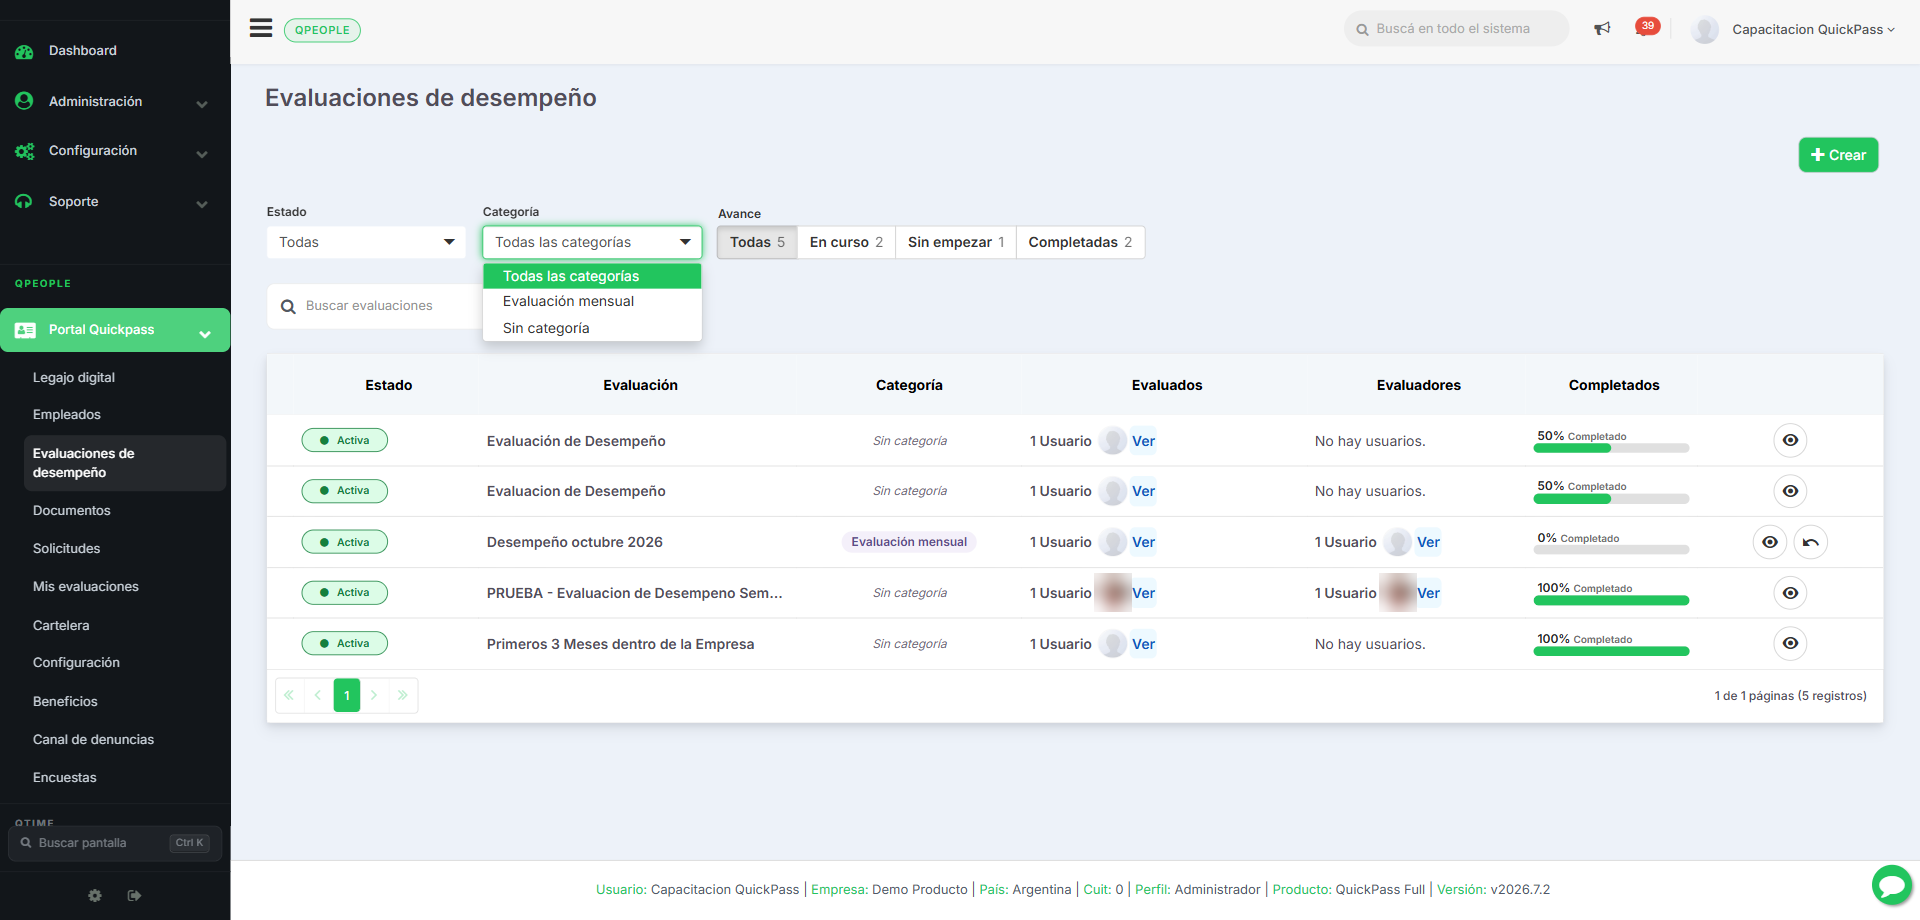 QPEOPLE
Buscá en todo el sistema
39
Capacitacion QuickPass
Dashboard
Administración
Configuración
Soporte
QPEOPLE
Portal Quickpass
Legajo digital
Empleados
Evaluaciones de
desempeño
Documentos
Solicitudes
Mis evaluaciones
Cartelera
Configuración
Beneficios
Canal de denuncias
Encuestas
QTIME
Buscar pantalla
Ctrl K
Evaluaciones de desempeño
Crear
Estado
Todas
Categoría
Todas las categorías
Avance
Todas 5
En curso 2
Sin empezar 1
Completadas 2
Todas las categorías
Evaluación mensual
Sin categoría
Buscar evaluaciones
Estado Evaluación Categoría Evaluados Evaluadores Completados
Activa Evaluación de Desempeño Sin categoría 1 Usuario Ver No hay usuarios. 50% Completado
Activa Evaluacion de Desempeño Sin categoría 1 Usuario Ver No hay usuarios. 50% Completado
Activa Desempeño octubre 2026 Evaluación mensual 1 Usuario Ver 1 Usuario Ver 0% Completado
Activa PRUEBA - Evaluacion de Desempeno Sem... Sin categoría 1 Usuario Ver 1 Usuario Ver 100% Completado
Activa Primeros 3 Meses dentro de la Empresa Sin categoría 1 Usuario Ver No hay usuarios. 100% Completado
« ‹ 1 › »
1 de 1 páginas (5 registros)
Usuario: Capacitacion QuickPass | Empresa: Demo Producto | País: Argentina | Cuit: 0 | Perfil: Administrador | Producto: QuickPass Full | Versión: v2026.7.2